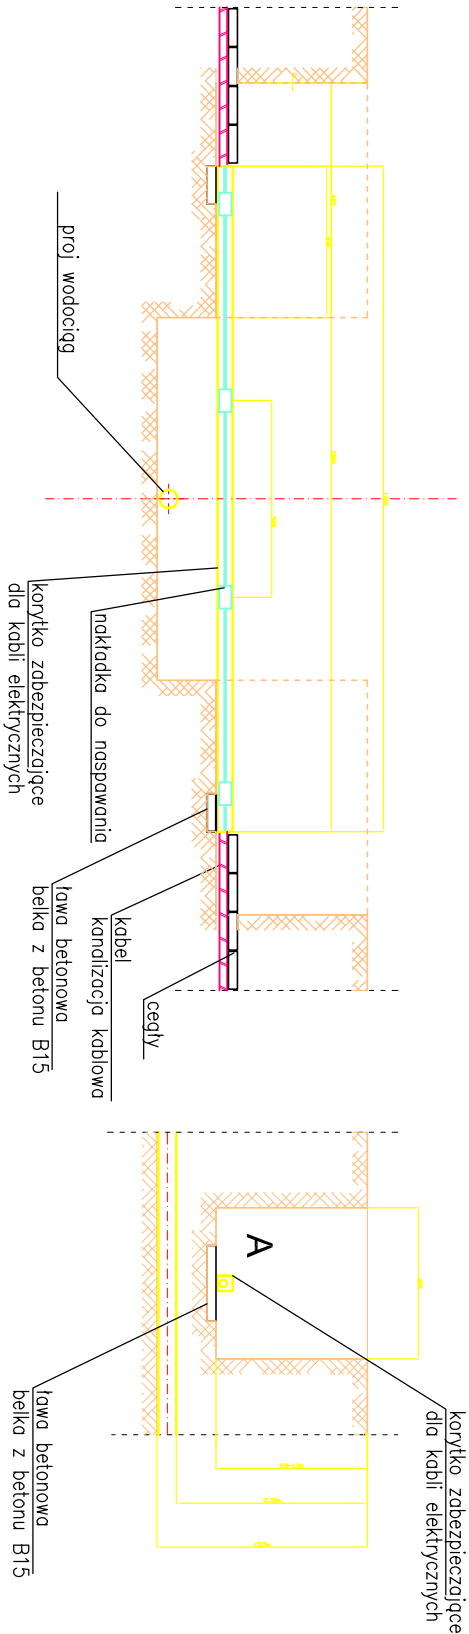 proj wodociąg
korytko zabezpieczające
dla kabli elektrycznych
nakładka do naspawania
ława betonowa
belka z betonu B15
kabel
kanalizacja kablowa
cegły
A
korytko zabezpieczające
dla kabli elektrycznych
ława betonowa
belka z betonu B15